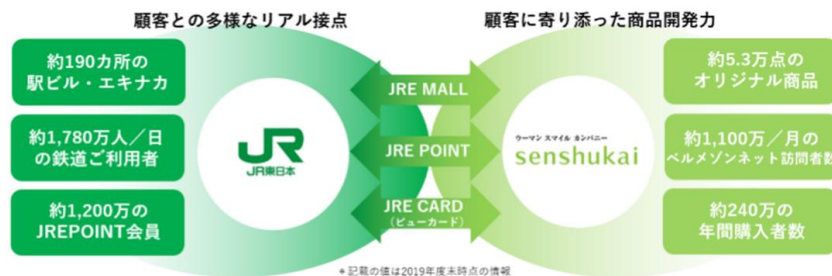 顧客との多様なリアル接点
顧客に寄り添った商品開発力
約190カ所の
駅ビル・エキナカ
約1,780万人／日
の鉄道ご利用者
約1,200万の
JREPOINT会員
JR
JR東日本
JRE MALL
JRE POINT
JRE CARD
（ビューカード）
ウーマン スマイル カンパニー
senshukai
約5.3万点の
オリジナル商品
約1,100万／月の
ベルメゾンネット訪問者数
約240万の
年間購入者数
＊記載の値は2019年度末時点の情報